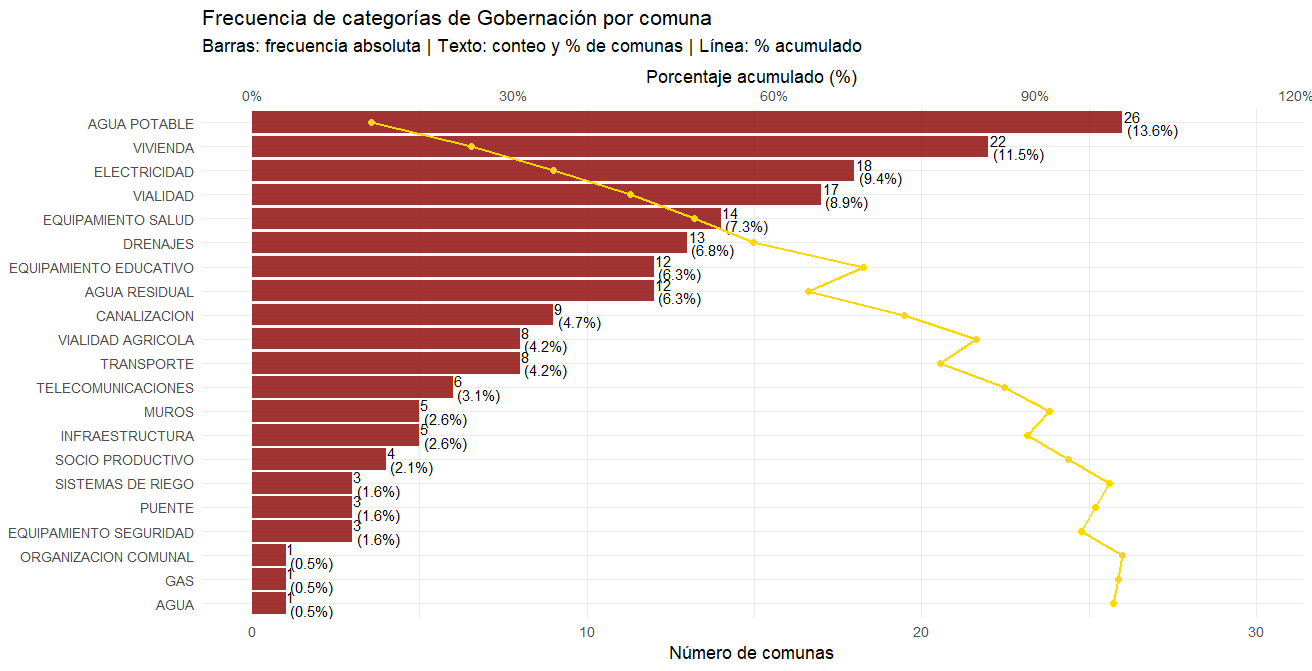 Frecuencia de categorías de Gobernación por comuna
Barras: frecuencia absoluta | Texto: conteo y % de comunas | Línea: % acumulado
Porcentaje acumulado (%)
0% 30% 60% 90% 120%
AGUA POTABLE 26 (13.6%)
VIVIENDA 22 (11.5%)
ELECTRICIDAD 18 (9.4%)
VIALIDAD 17 (8.9%)
EQUIPAMIENTO SALUD 14 (7.3%)
DRENAJES 13 (6.8%)
EQUIPAMIENTO EDUCATIVO 12 (6.3%)
AGUA RESIDUAL 12 (6.3%)
CANALIZACION 9 (4.7%)
VIALIDAD AGRICOLA 8 (4.2%)
TRANSPORTE 8 (4.2%)
TELECOMUNICACIONES 6 (3.1%)
MUROS 5 (2.6%)
INFRAESTRUCTURA 5 (2.6%)
SOCIO PRODUCTIVO 4 (2.1%)
SISTEMAS DE RIEGO 3 (1.6%)
PUENTE 3 (1.6%)
EQUIPAMIENTO SEGURIDAD 3 (1.6%)
ORGANIZACION COMUNAL 1 (0.5%)
GAS 1 (0.5%)
AGUA 1 (0.5%)
0 10 20 30
Número de comunas